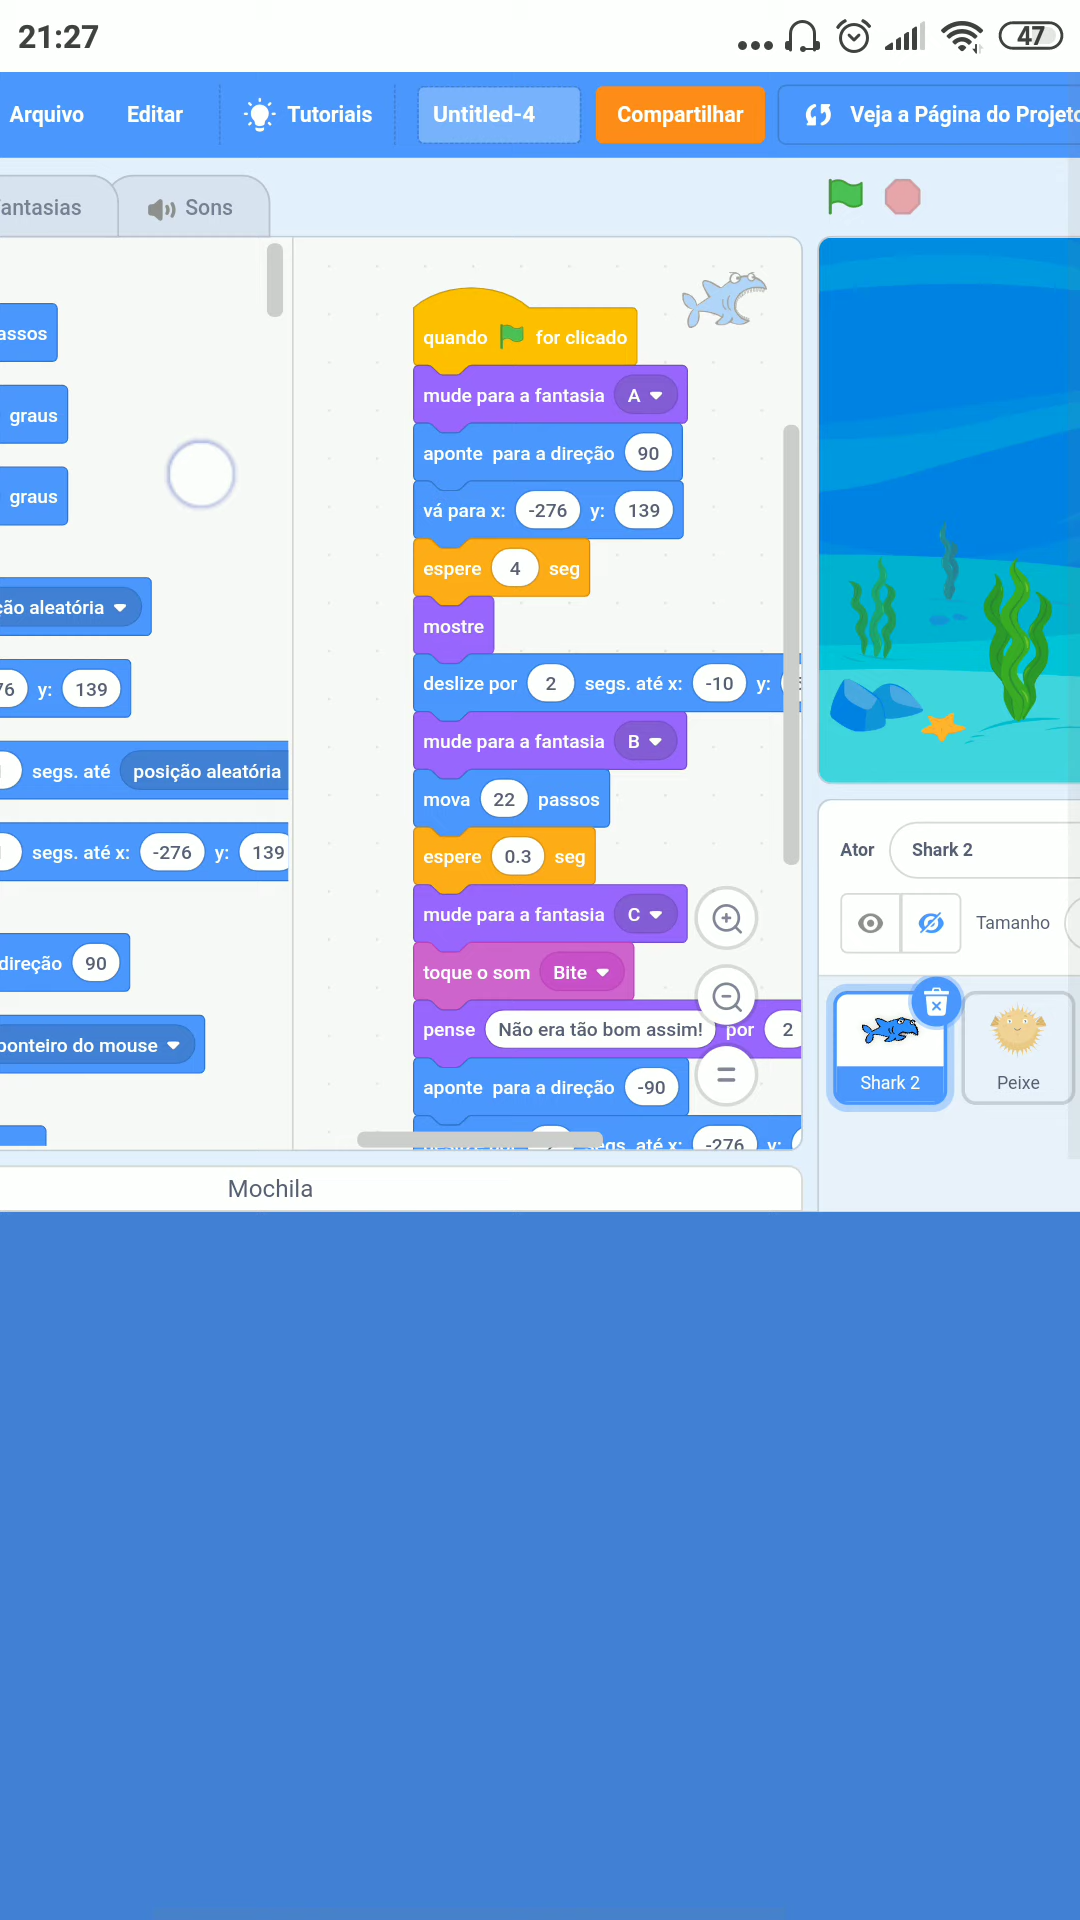 21:27
47
Arquivo Editar Tutoriais Untitled-4 Compartilhar Veja a Página do Projeto
antasias Sons
quando for clicado
assos
mude para a fantasia A
graus
aponte para a direção 90
graus
vá para x: -276 y: 139
espere 4 seg
ção aleatória
mostre
76 y: 139
deslize por 2 segs. até x: -10 y:
mude para a fantasia B
segs. até posição aleatória
mova 22 passos
segs. até x: -276 y: 139
espere 0.3 seg
Ator Shark 2
mude para a fantasia C
Tamanho
direção 90
toque o som Bite
pense Não era tão bom assim! por 2
ponteiro do mouse
aponte para a direção -90
Shark 2 Peixe
segs. até x: -276 y:
Mochila